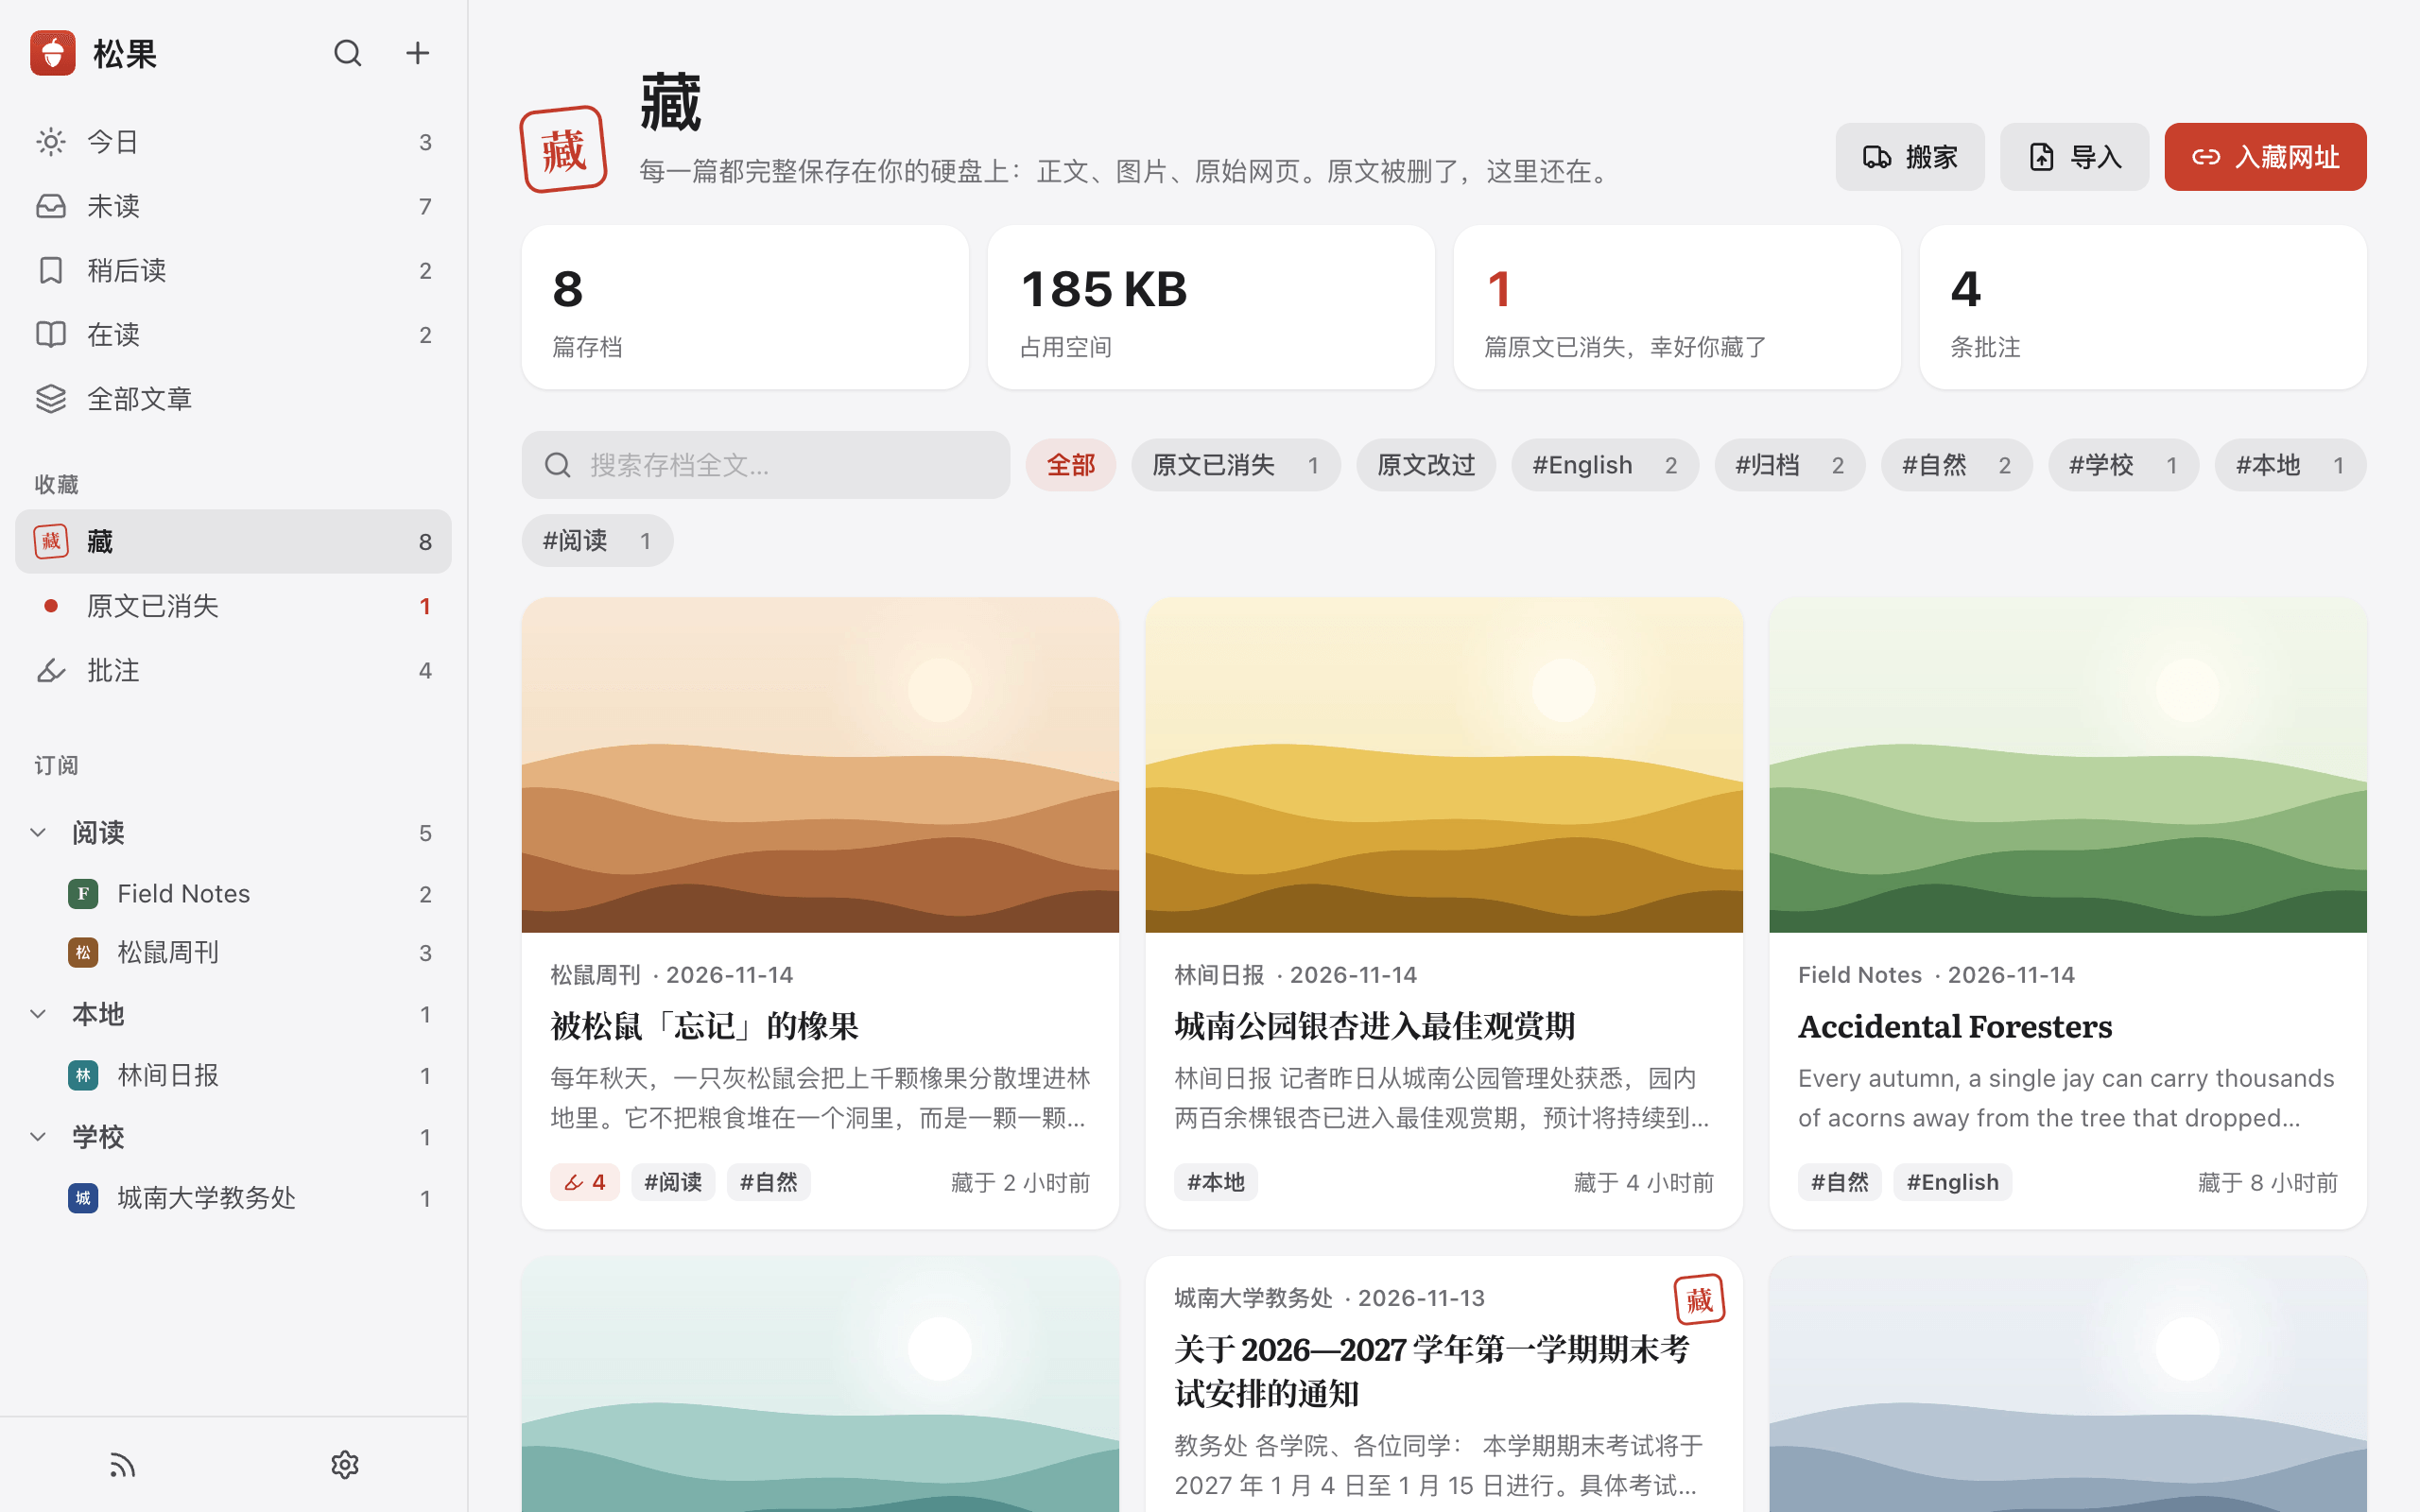 松果
今日 3
未读 7
稍后读 2
在读 2
全部文章
收藏
藏 藏 8
原文已消失 1
批注 4
订阅
阅读 5
F Field Notes 2
松 松鼠周刊 3
本地 1
林 林间日报 1
学校 1
城 城南大学教务处 1
藏
藏
每一篇都完整保存在你的硬盘上：正文、图片、原始网页。原文被删了，这里还在。
搬家
导入
入藏网址
8
篇存档
185 KB
占用空间
1
篇原文已消失，幸好你藏了
4
条批注
搜索存档全文…
全部
原文已消失 1
原文改过
#English 2
#归档 2
#自然 2
#学校 1
#本地 1
#阅读 1
松鼠周刊 · 2026-11-14
被松鼠「忘记」的橡果
每年秋天，一只灰松鼠会把上千颗橡果分散埋进林
地里。它不把粮食堆在一个洞里，而是一颗一颗…
4 #阅读 #自然 藏于 2 小时前
林间日报 · 2026-11-14
城南公园银杏进入最佳观赏期
林间日报 记者昨日从城南公园管理处获悉，园内
两百余棵银杏已进入最佳观赏期，预计将持续到…
#本地 藏于 4 小时前
Field Notes · 2026-11-14
Accidental Foresters
Every autumn, a single jay can carry thousands
of acorns away from the tree that dropped…
#自然 #English 藏于 8 小时前
城南大学教务处 · 2026-11-13
藏
关于 2026—2027 学年第一学期期末考
试安排的通知
教务处 各学院、各位同学： 本学期期末考试将于
2027 年 1 月 4 日至 1 月 15 日进行。具体考试…